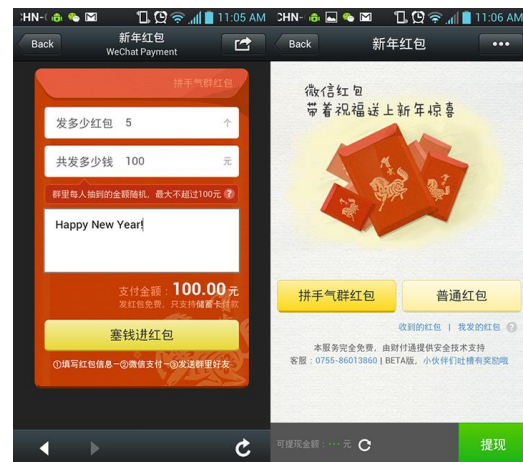 CHN-
11:05 AM
Back
新年红包
WeChat Payment
拼手气群红包
发多少红包 5 个
共发多少钱 100 元
群里每人抽到的金额随机，最大不超过100元 ?
Happy New Year!
支付金额：100.00元
发红包免费，只支持储蓄卡付款
塞钱进红包
①填写红包信息—②微信支付—③发送群里好友
CHN-
11:06 AM
Back
新年红包
微信红包
带着祝福送上新年惊喜
拼手气群红包
普通红包
收到的红包 | 我发的红包 ?
本服务完全免费，由财付通提供安全技术支持
客服：0755-86013860 | BETA版，小伙伴们吐槽有奖励哦
可提现金额：···元
提现